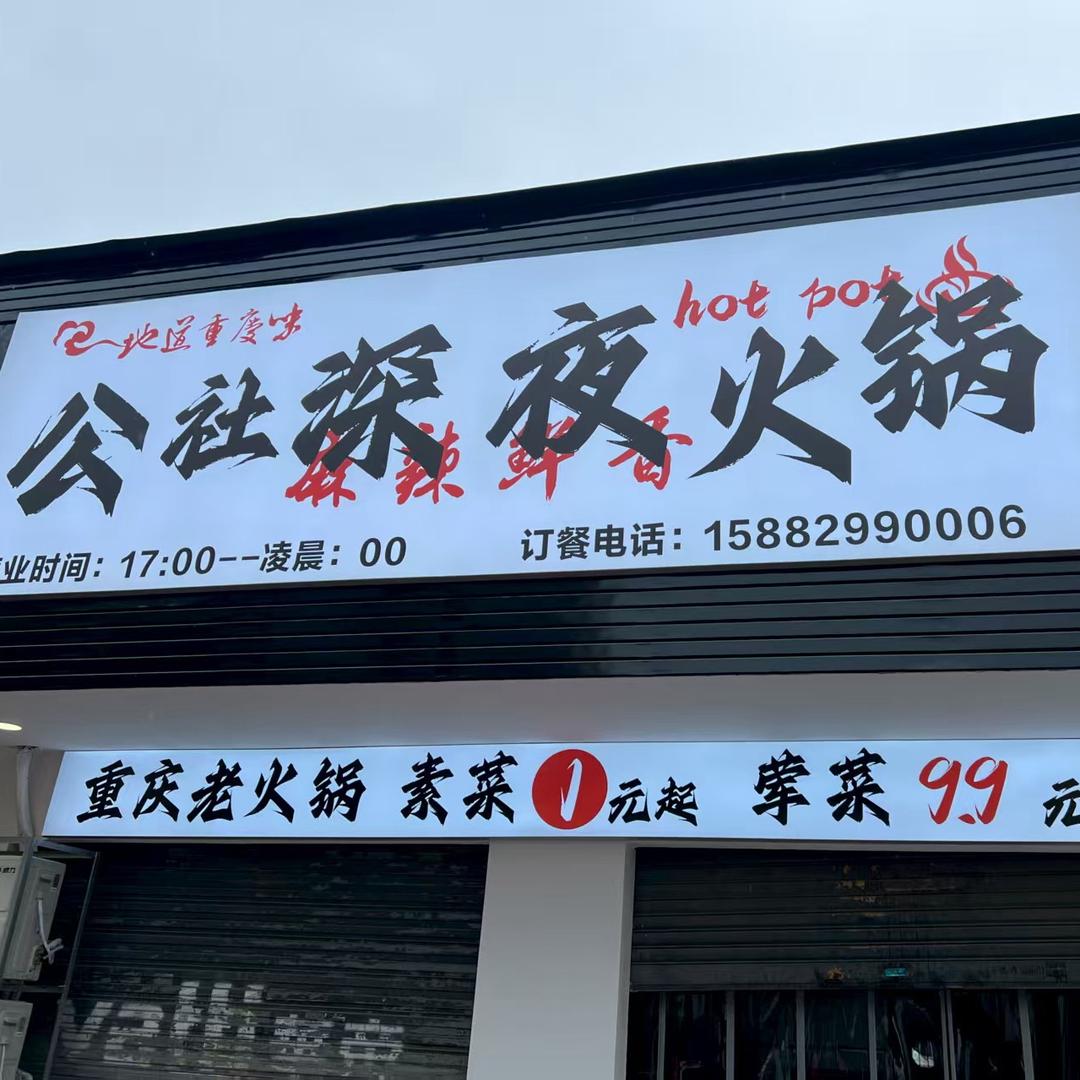 地道重庆味
hot pot
公社深夜火锅
麻辣鲜香
业时间：17:00--凌晨：00
订餐电话：15882990006
重庆老火锅 素菜1元起 荤菜9.9元